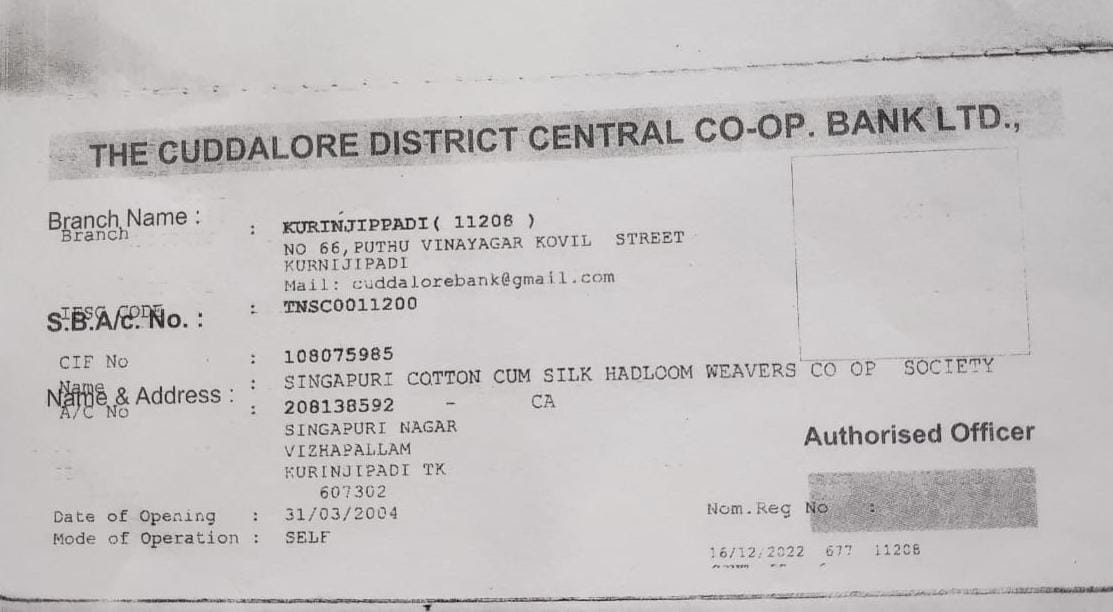 THE CUDDALORE DISTRICT CENTRAL CO-OP. BANK LTD.,
Branch Name :
Branch : KURINJIPPADI( 11208 )
NO 66,PUTHU VINAYAGAR KOVIL STREET
KURNIJIPADI
Mail: cuddalorebank@gmail.com
IFSC CODE : TNSC0011200
S.B.A/c. No. :
CIF No : 108075985
Name : SINGAPURI COTTON CUM SILK HADLOOM WEAVERS CO OP SOCIETY
Name & Address :
A/C No : 208138592 - CA
SINGAPURI NAGAR
VIZHAPALLAM
KURINJIPADI TK
607302
Authorised Officer
Date of Opening : 31/03/2004
Mode of Operation : SELF
Nom.Reg No :
16/12/2022 677 11208